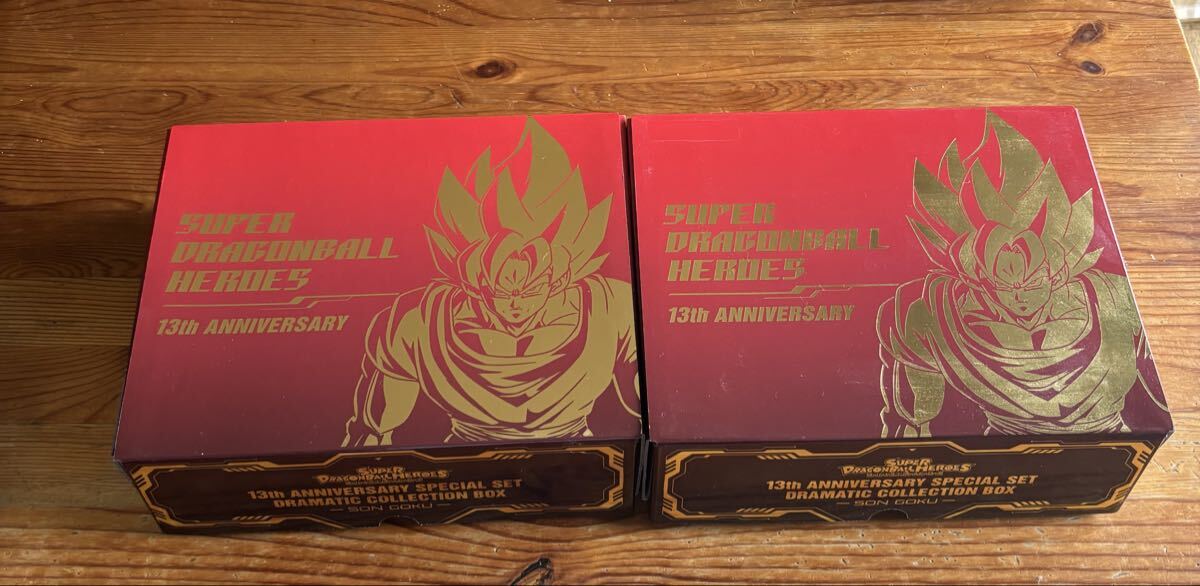 SUPER
DRAGONBALL
HEROES
13th ANNIVERSARY
SUPER
DRAGONBALL HEROES
13th ANNIVERSARY SPECIAL SET
DRAMATIC COLLECTION BOX
SON GOKU
SUPER
DRAGONBALL
HEROES
13th ANNIVERSARY
SUPER
DRAGONBALL HEROES
13th ANNIVERSARY SPECIAL SET
DRAMATIC COLLECTION BOX
SON GOKU